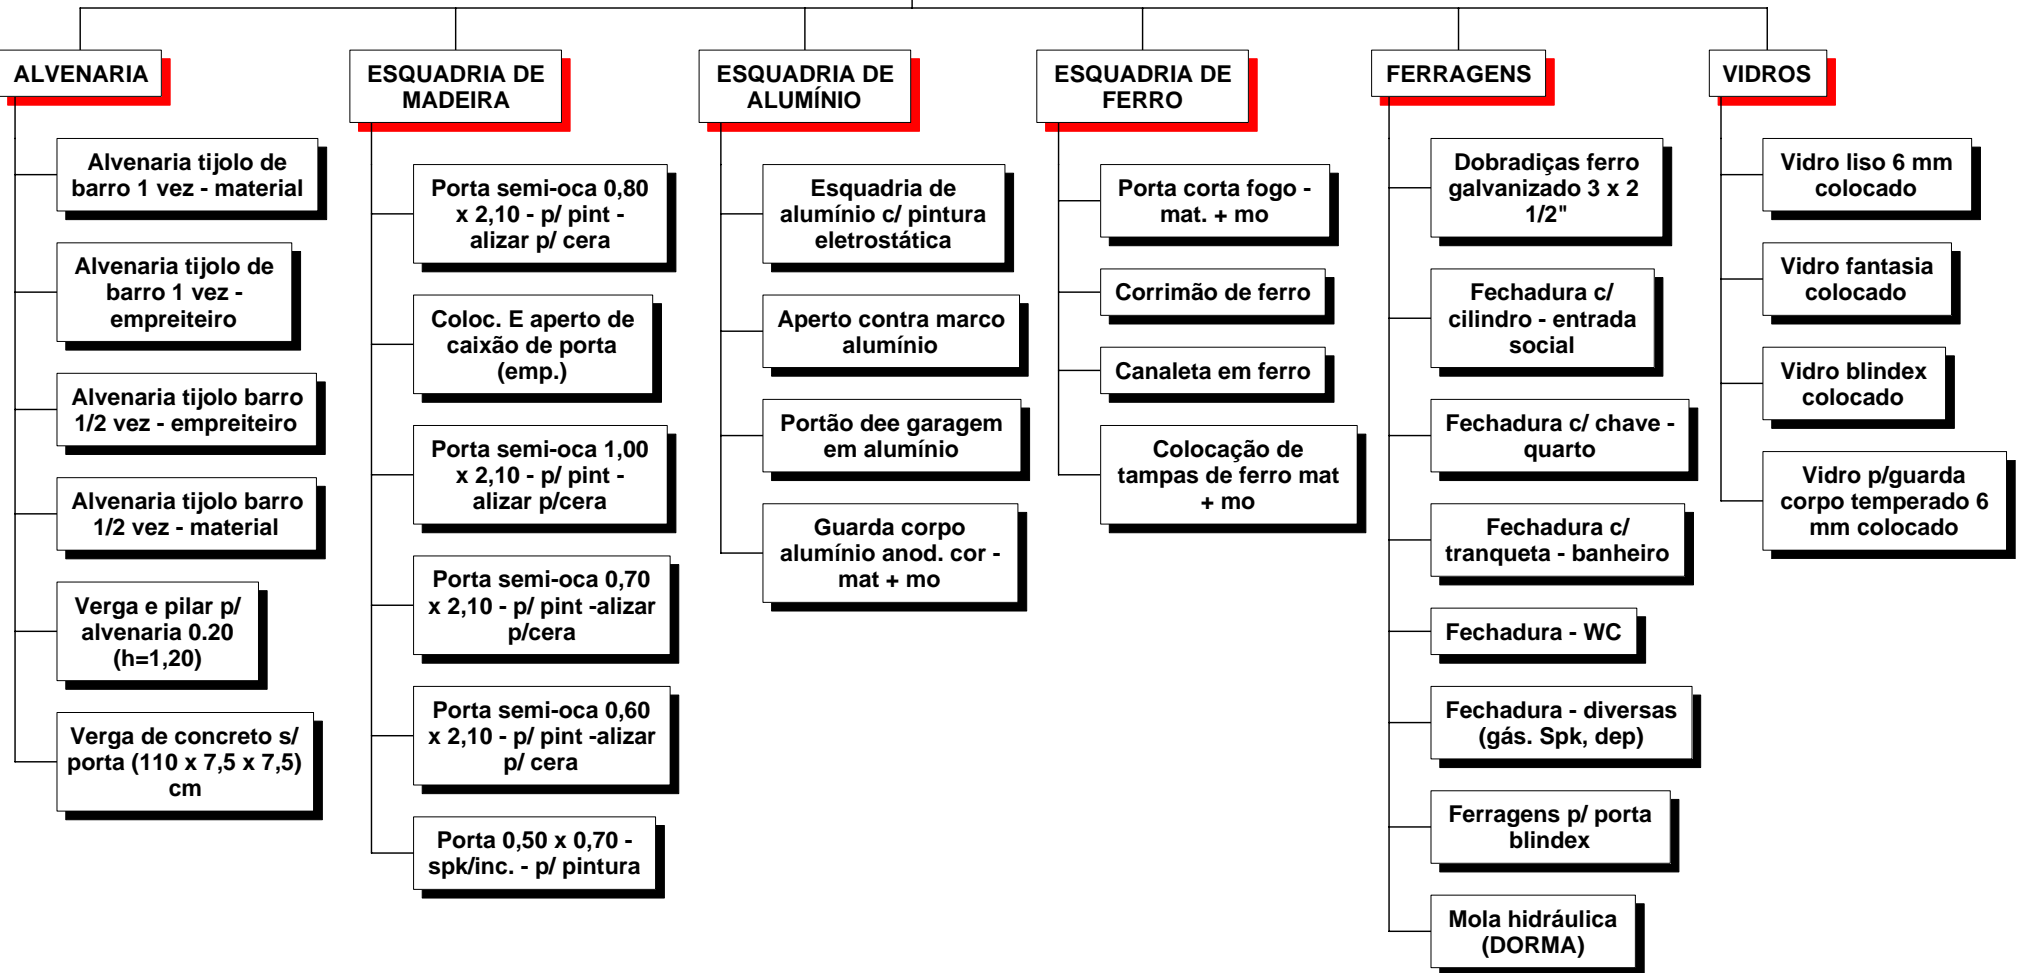 ALVENARIA
Alvenaria tijolo de
barro 1 vez - material
Alvenaria tijolo de
barro 1 vez -
empreiteiro
Alvenaria tijolo barro
1/2 vez - empreiteiro
Alvenaria tijolo barro
1/2 vez - material
Verga e pilar p/
alvenaria 0.20
(h=1,20)
Verga de concreto s/
porta (110 x 7,5 x 7,5)
cm
ESQUADRIA DE
MADEIRA
Porta semi-oca 0,80
x 2,10 - p/ pint -
alizar p/ cera
Coloc. E aperto de
caixão de porta
(emp.)
Porta semi-oca 1,00
x 2,10 - p/ pint -
alizar p/cera
Porta semi-oca 0,70
x 2,10 - p/ pint -alizar
p/cera
Porta semi-oca 0,60
x 2,10 - p/ pint -alizar
p/ cera
Porta 0,50 x 0,70 -
spk/inc. - p/ pintura
ESQUADRIA DE
ALUMÍNIO
Esquadria de
alumínio c/ pintura
eletrostática
Aperto contra marco
alumínio
Portão dee garagem
em alumínio
Guarda corpo
alumínio anod. cor -
mat + mo
ESQUADRIA DE
FERRO
Porta corta fogo -
mat. + mo
Corrimão de ferro
Canaleta em ferro
Colocação de
tampas de ferro mat
+ mo
FERRAGENS
Dobradiças ferro
galvanizado 3 x 2
1/2"
Fechadura c/
cilindro - entrada
social
Fechadura c/ chave -
quarto
Fechadura c/
tranqueta - banheiro
Fechadura - WC
Fechadura - diversas
(gás. Spk, dep)
Ferragens p/ porta
blindex
Mola hidráulica
(DORMA)
VIDROS
Vidro liso 6 mm
colocado
Vidro fantasia
colocado
Vidro blindex
colocado
Vidro p/guarda
corpo temperado 6
mm colocado